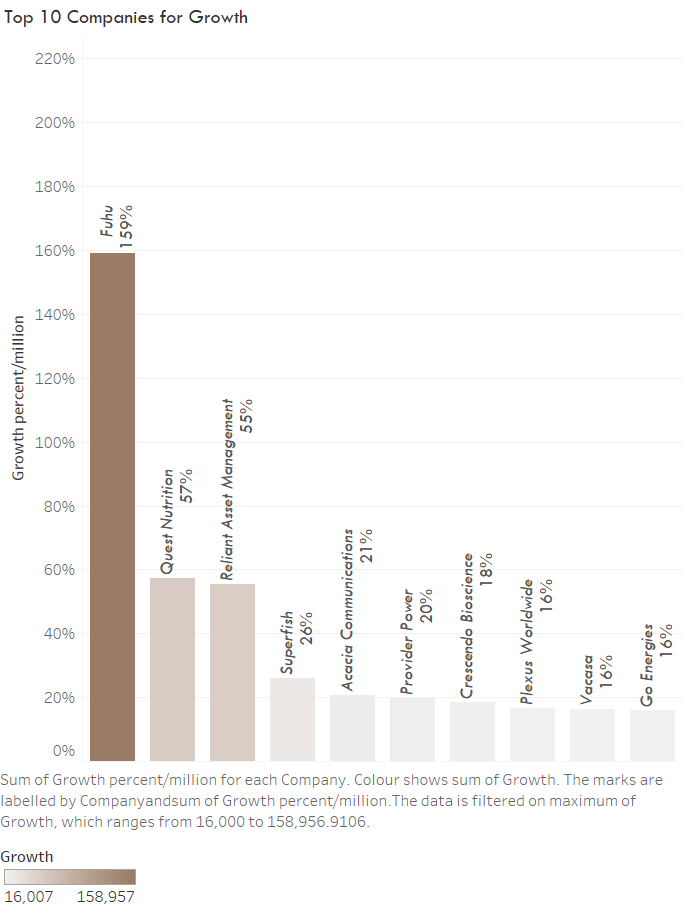 Top 10 Companies for Growth
220%
200%
180%
160%
140%
120%
100%
80%
60%
40%
20%
0%
Growth percent/million
Fuhu
159%
Quest Nutrition
57%
Reliant Asset Management
55%
Superfish
26%
Acacia Communications
21%
Provider Power
20%
Crescendo Bioscience
18%
Plexus Worldwide
16%
Vacasa
16%
Go Energies
16%
Sum of Growth percent/million for each Company. Colour shows sum of Growth. The marks are
labelled by Companyandsum of Growth percent/million.The data is filtered on maximum of
Growth, which ranges from 16,000 to 158,956.9106.
Growth
16,007 158,957